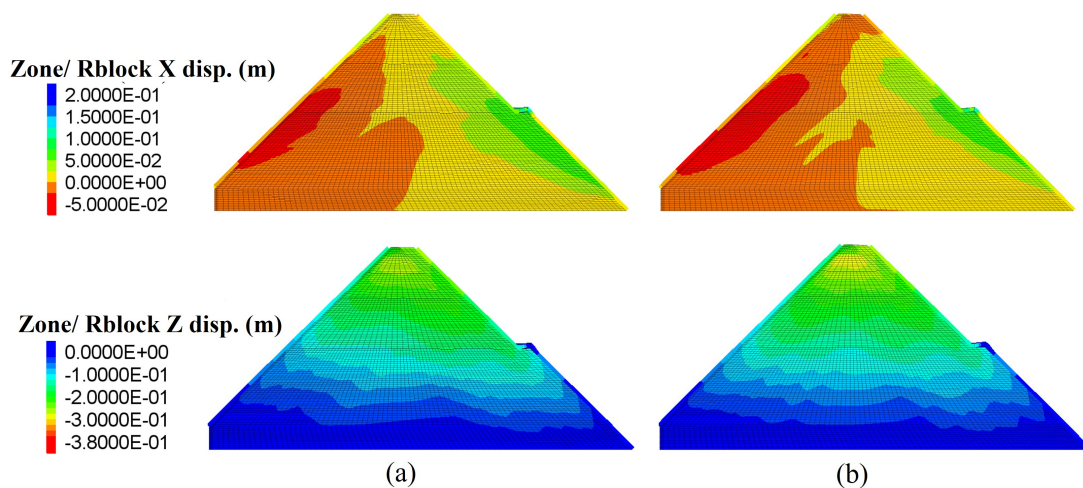 Zone/ Rblock X disp. (m)
2.0000E-01
1.5000E-01
1.0000E-01
5.0000E-02
0.0000E+00
-5.0000E-02
Zone/ Rblock Z disp. (m)
0.0000E+00
-1.0000E-01
-2.0000E-01
-3.0000E-01
-3.8000E-01
(a)
(b)